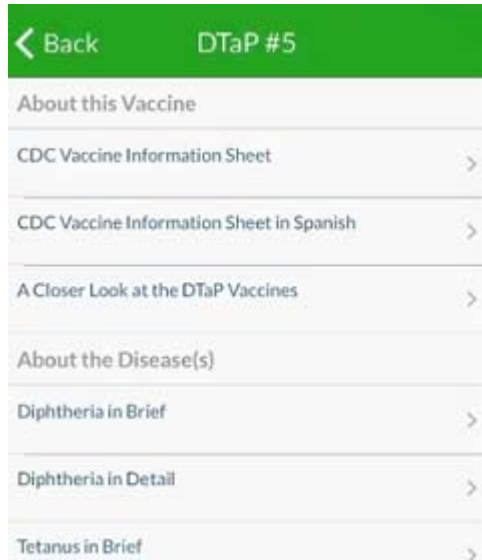 Back
DTaP #5
About this Vaccine
CDC Vaccine Information Sheet
CDC Vaccine Information Sheet in Spanish
A Closer Look at the DTaP Vaccines
About the Disease(s)
Diphtheria in Brief
Diphtheria in Detail
Tetanus in Brief